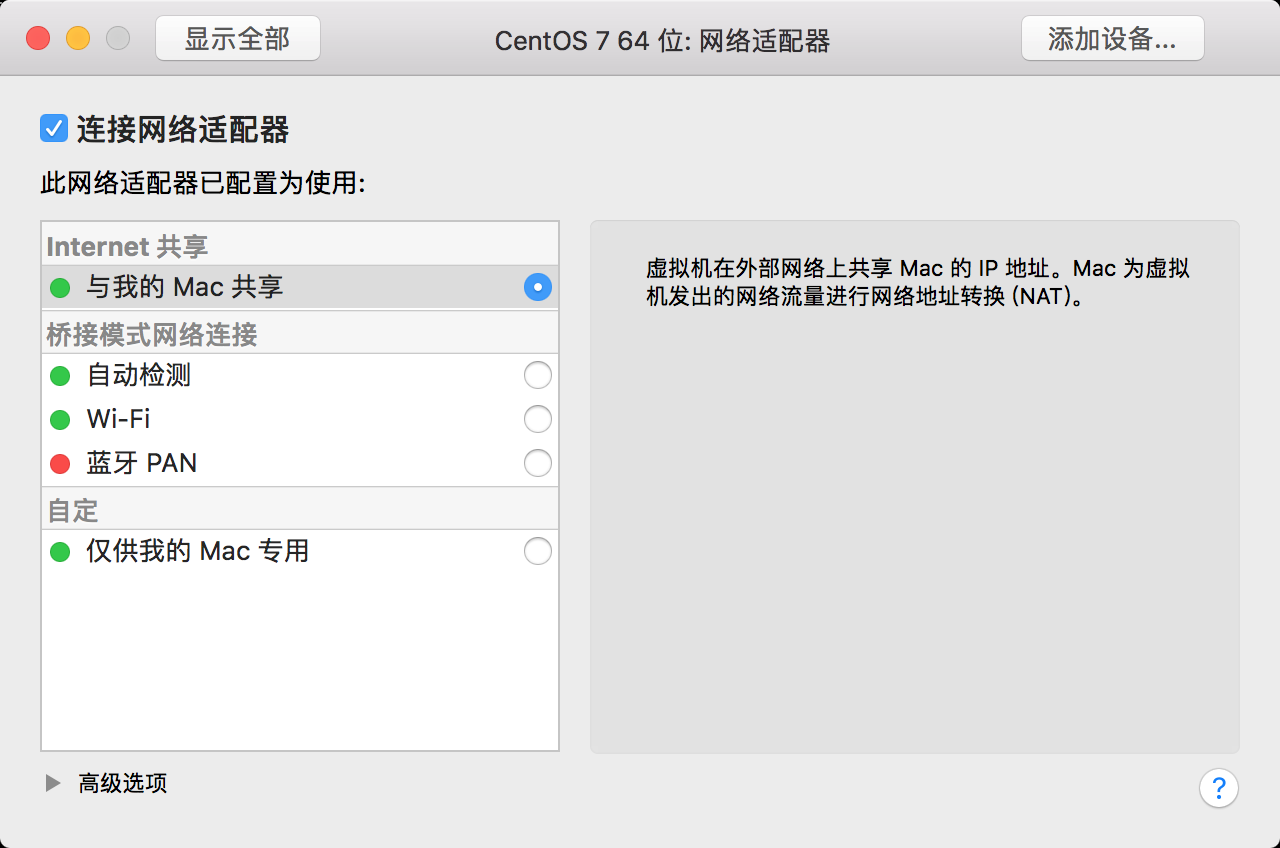 显示全部
CentOS 7 64 位: 网络适配器
添加设备...
连接网络适配器
此网络适配器已配置为使用:
Internet 共享
与我的 Mac 共享
桥接模式网络连接
自动检测
Wi-Fi
蓝牙 PAN
自定
仅供我的 Mac 专用
虚拟机在外部网络上共享 Mac 的 IP 地址。Mac 为虚拟
机发出的网络流量进行网络地址转换 (NAT)。
高级选项
?